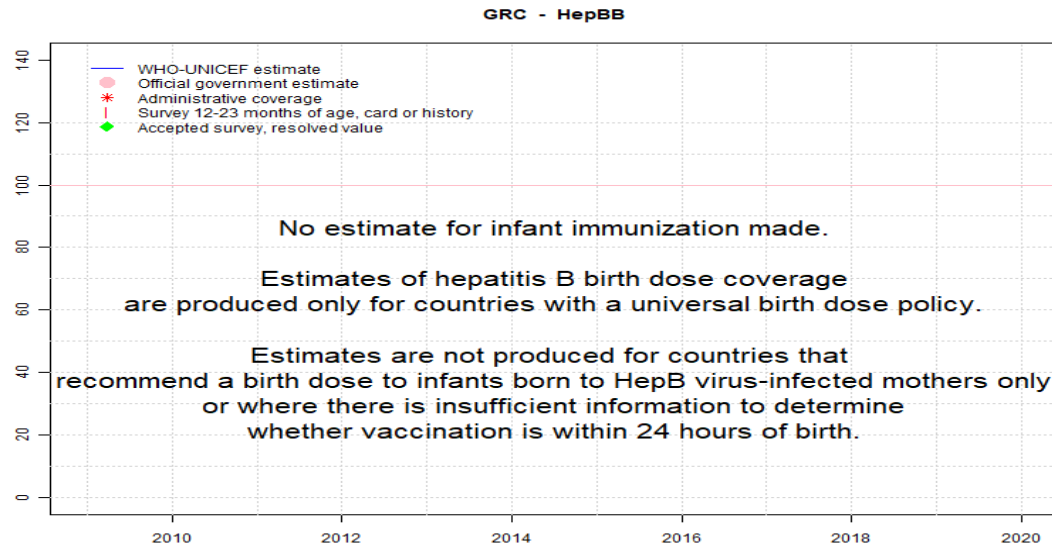 GRC - HepBB
140
120
100
80
60
40
20
0
WHO-UNICEF estimate
Official government estimate
Administrative coverage
Survey 12-23 months of age, card or history
Accepted survey, resolved value
No estimate for infant immunization made.
Estimates of hepatitis B birth dose coverage
are produced only for countries with a universal birth dose policy.
Estimates are not produced for countries that
recommend a birth dose to infants born to HepB virus-infected mothers only
or where there is insufficient information to determine
whether vaccination is within 24 hours of birth.
2010 2012 2014 2016 2018 2020